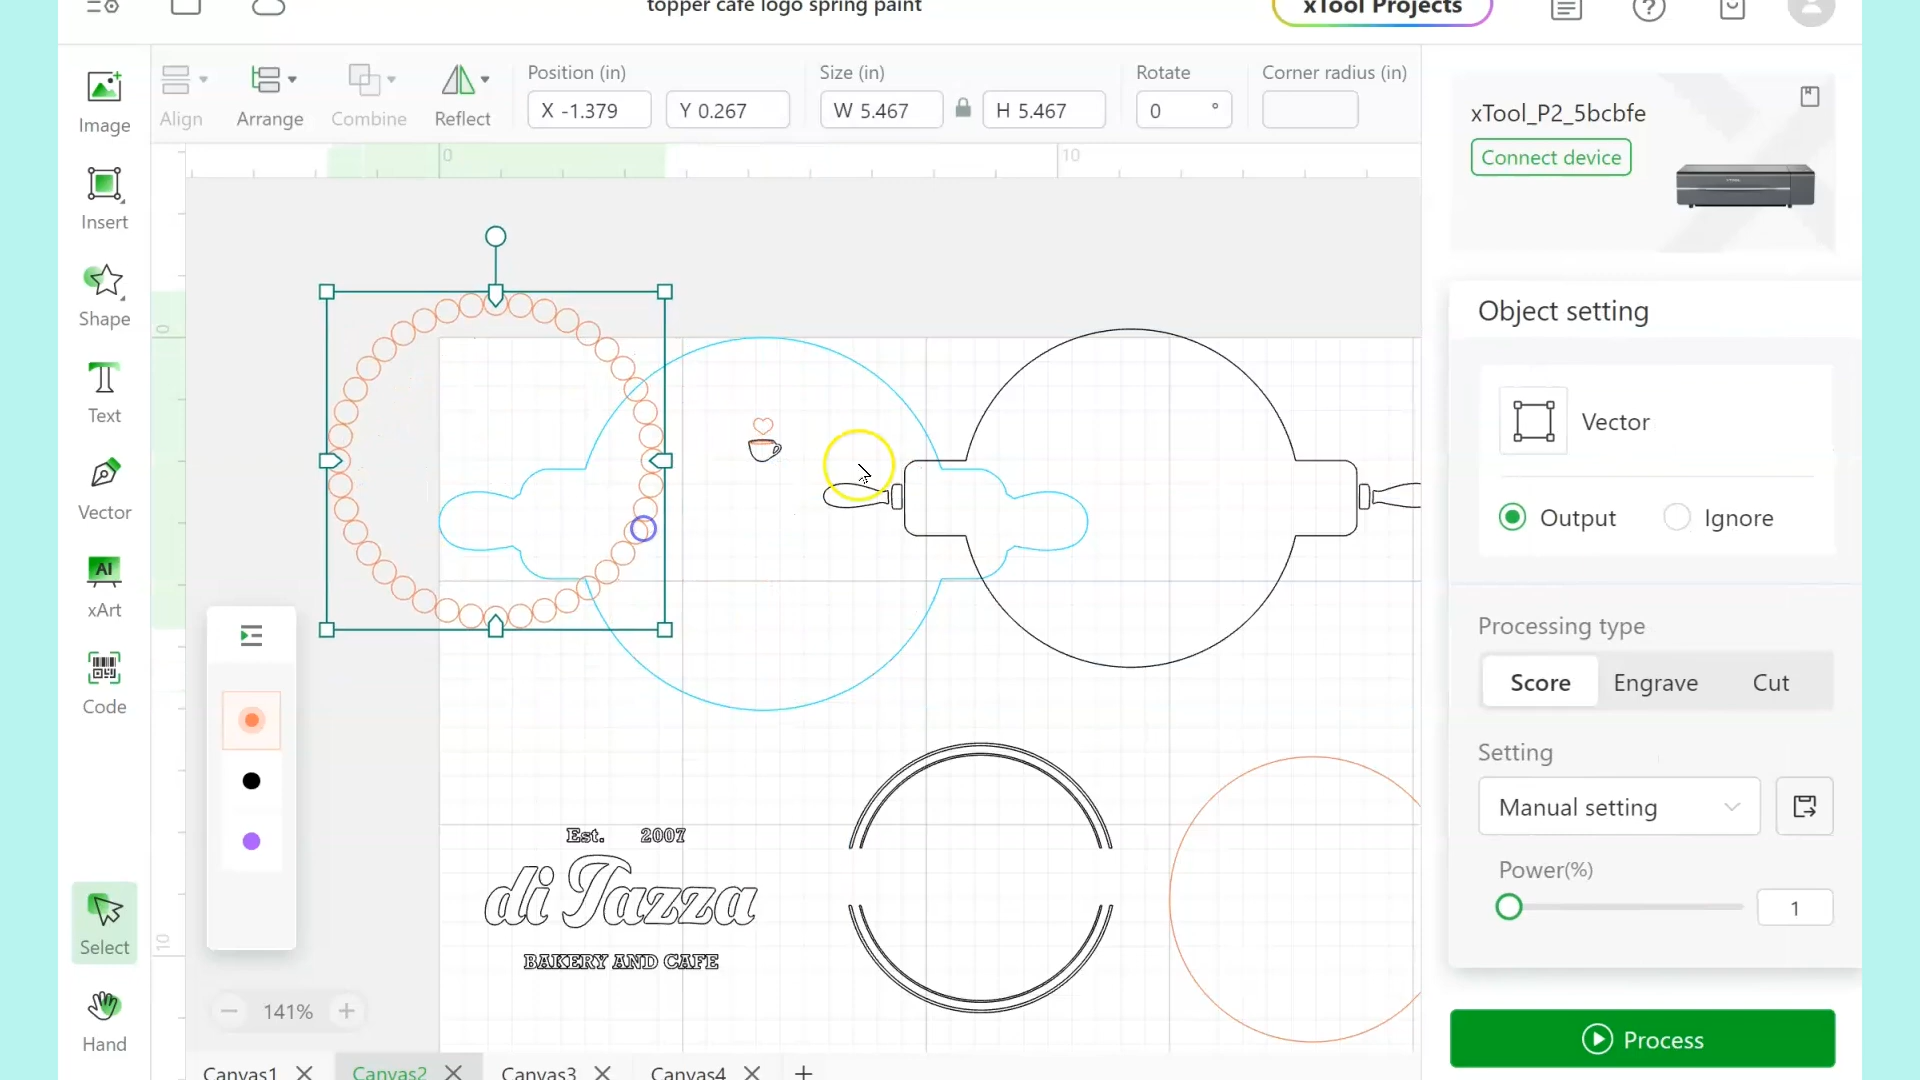 topper cafe logo spring paint
xTool Projects
Align
Arrange
Combine
Reflect
Position (in)
X -1.379
Y 0.267
Size (in)
W 5.467
H 5.467
Rotate
0 °
Corner radius (in)
Image
Insert
Shape
Text
Vector
xArt
AI
Code
Select
Hand
0
10
0
10
Est. 2007
di Tazza
BAKERY AND CAFE
141%
Canvas1
Canvas2
Canvas3
Canvas4
xTool_P2_5bcbfe
Connect device
Object setting
Vector
Output
Ignore
Processing type
Score
Engrave
Cut
Setting
Manual setting
Power(%)
1
Process